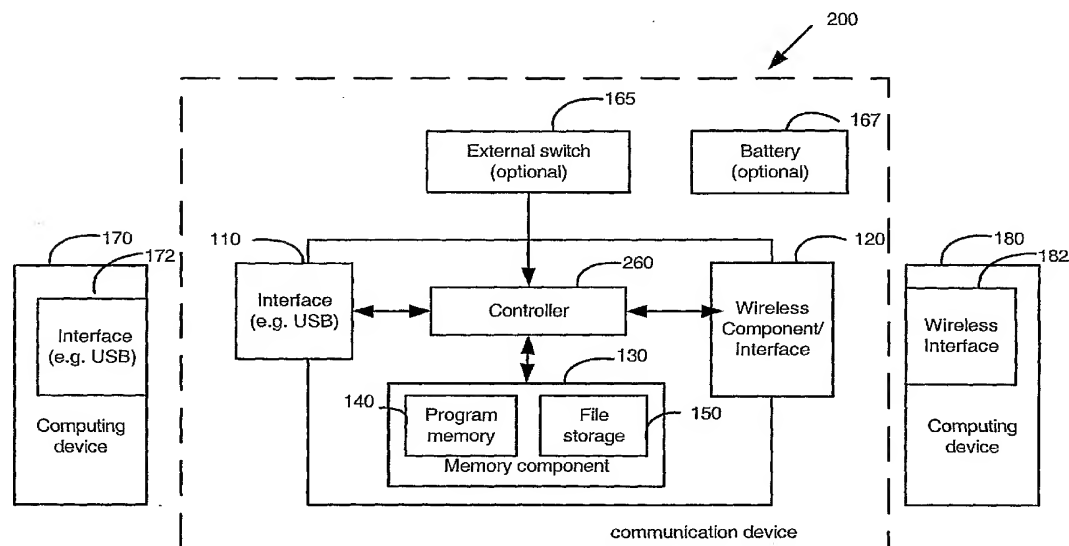 200
165
External switch
(optional)
167
Battery
(optional)
170
172
Interface
(e.g. USB)
Computing
device
110
Interface
(e.g. USB)
260
Controller
120
Wireless
Component/
Interface
130
140
Program
memory
File
storage
150
Memory component
180
182
Wireless
Interface
Computing
device
communication device